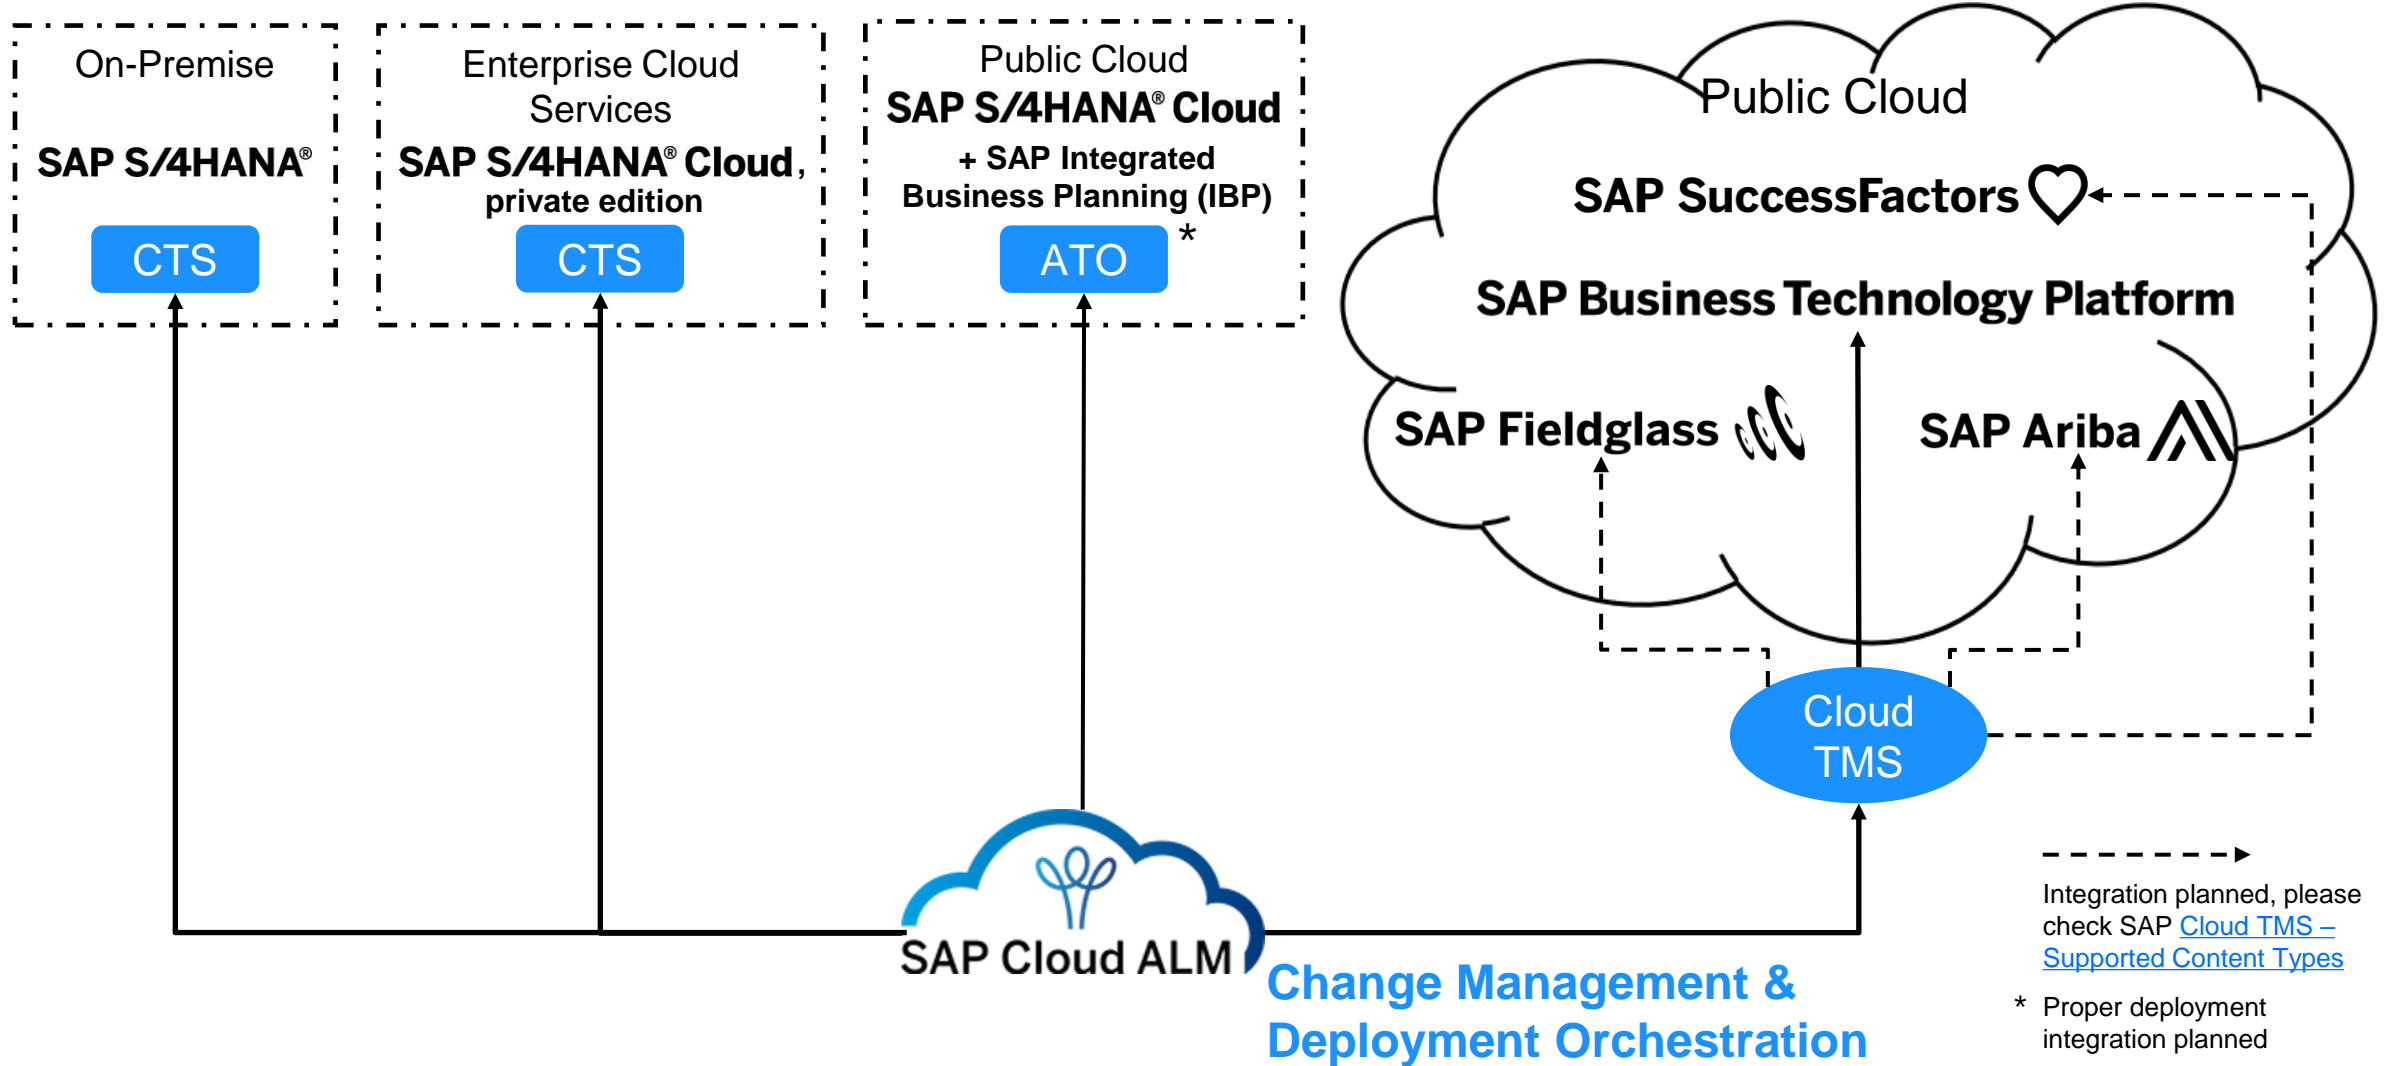 On-Premise
SAP S/4HANA®
CTS
Enterprise Cloud
Services
SAP S/4HANA® Cloud,
private edition
CTS
Public Cloud
SAP S/4HANA® Cloud
+ SAP Integrated
Business Planning (IBP)
ATO *
Public Cloud
SAP SuccessFactors
SAP Business Technology Platform
SAP Fieldglass
SAP Ariba
Cloud
TMS
SAP Cloud ALM
Change Management &
Deployment Orchestration
Integration planned, please
check SAP Cloud TMS –
Supported Content Types
* Proper deployment
integration planned